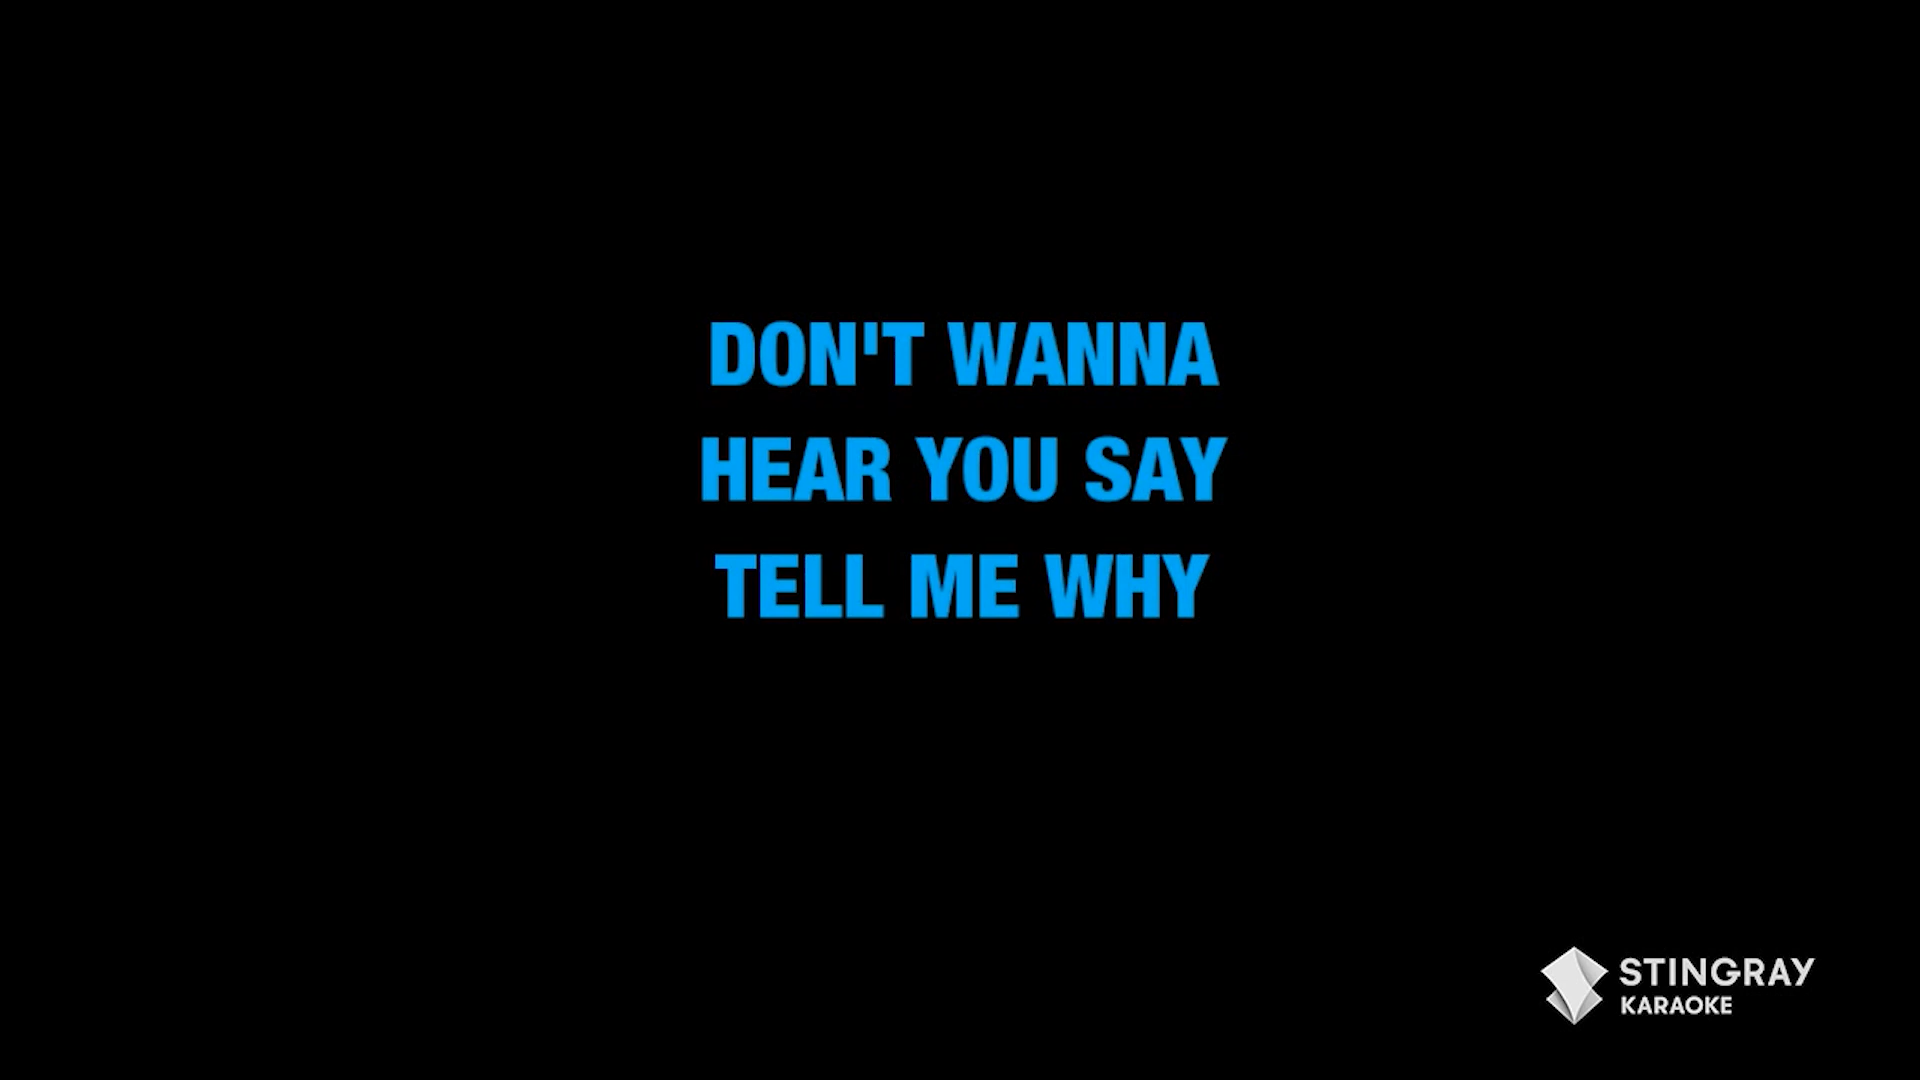 DON'T WANNA
HEAR YOU SAY
TELL ME WHY
STINGRAY
KARAOKE